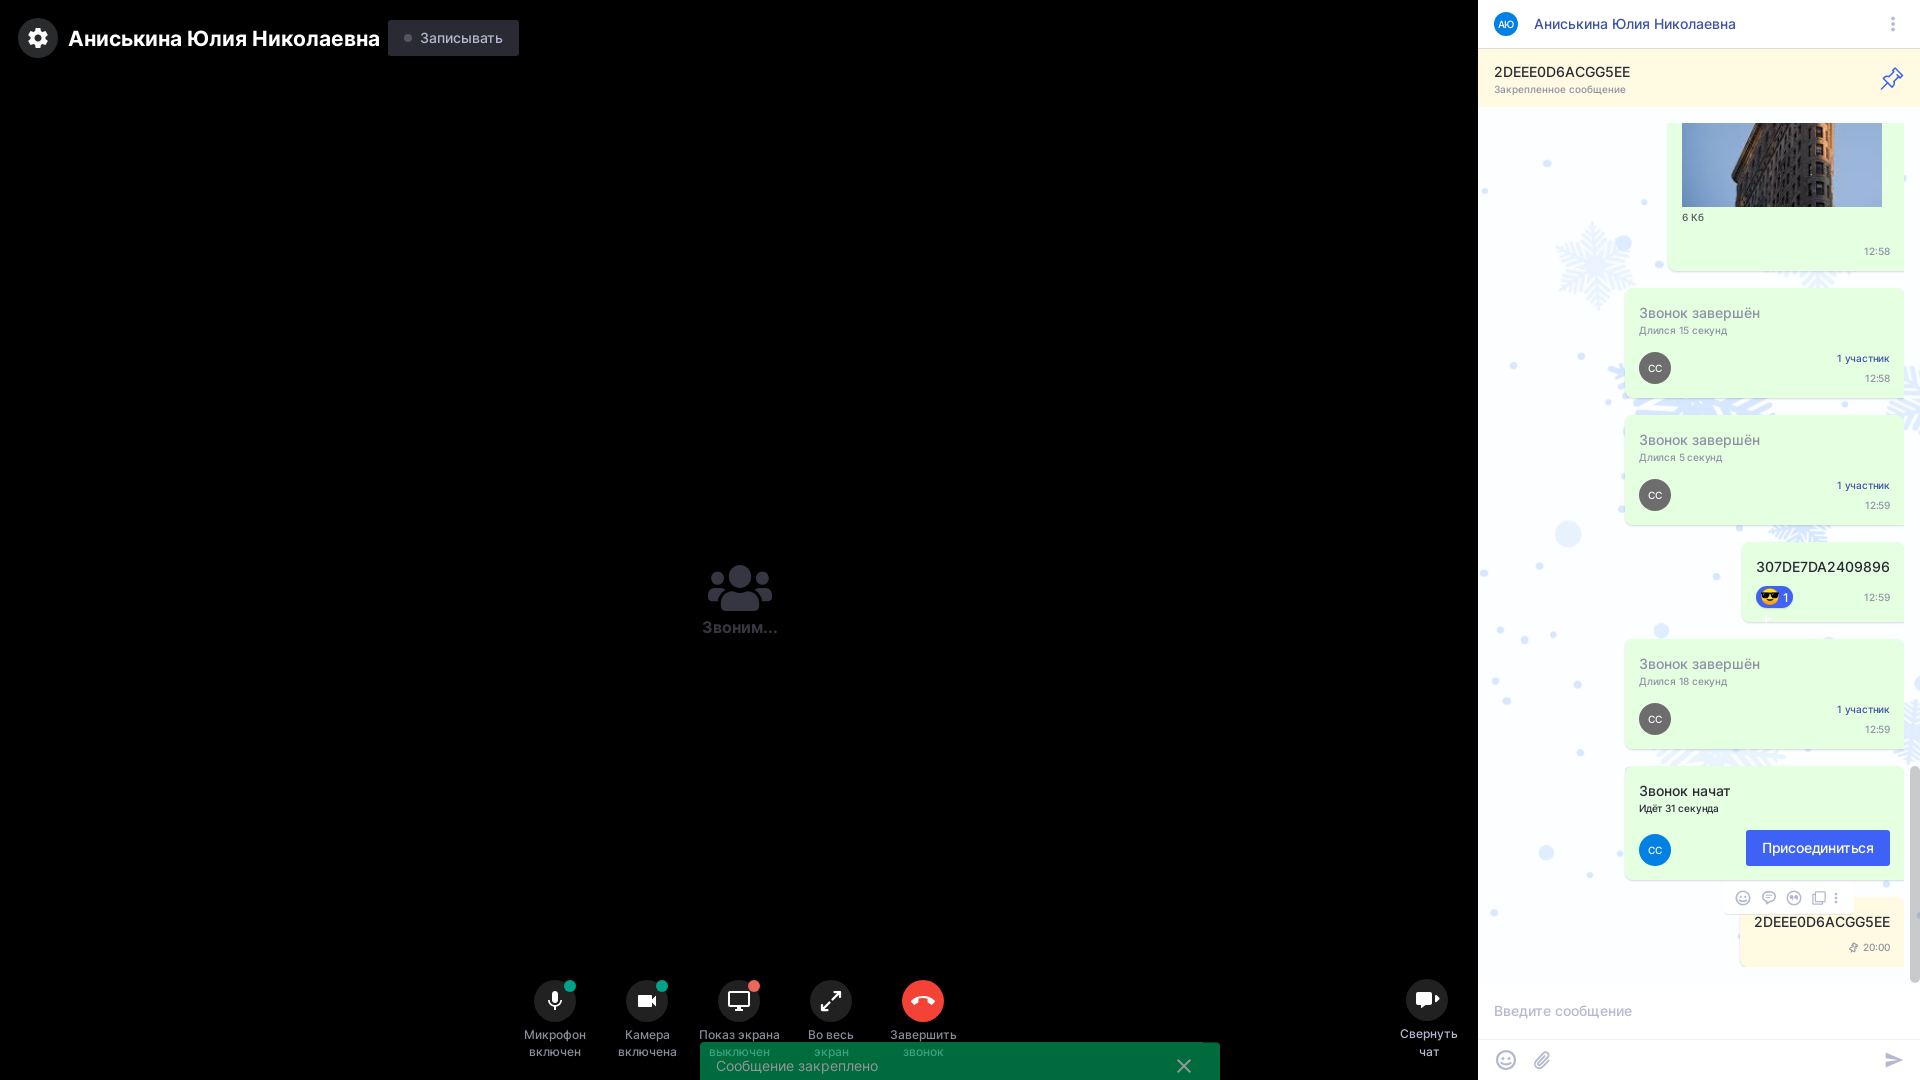 Аниськина Юлия Николаевна
Записывать
Звоним...
Микрофон
включен
Камера
включена
Показ экрана
выключен
Во весь
экран
Завершить
звонок
Свернуть
чат
Сообщение закреплено
АЮ
Аниськина Юлия Николаевна
2DEEE0D6ACGG5EE
Закрепленное сообщение
6 Кб
12:58
Звонок завершён
Длился 15 секунд
СС
1 участник
12:58
Звонок завершён
Длился 5 секунд
СС
1 участник
12:59
307DE7DA2409896
1
12:59
Звонок завершён
Длился 18 секунд
СС
1 участник
12:59
Звонок начат
Идёт 31 секунда
СС
Присоединиться
2DEEE0D6ACGG5EE
20:00
Введите сообщение